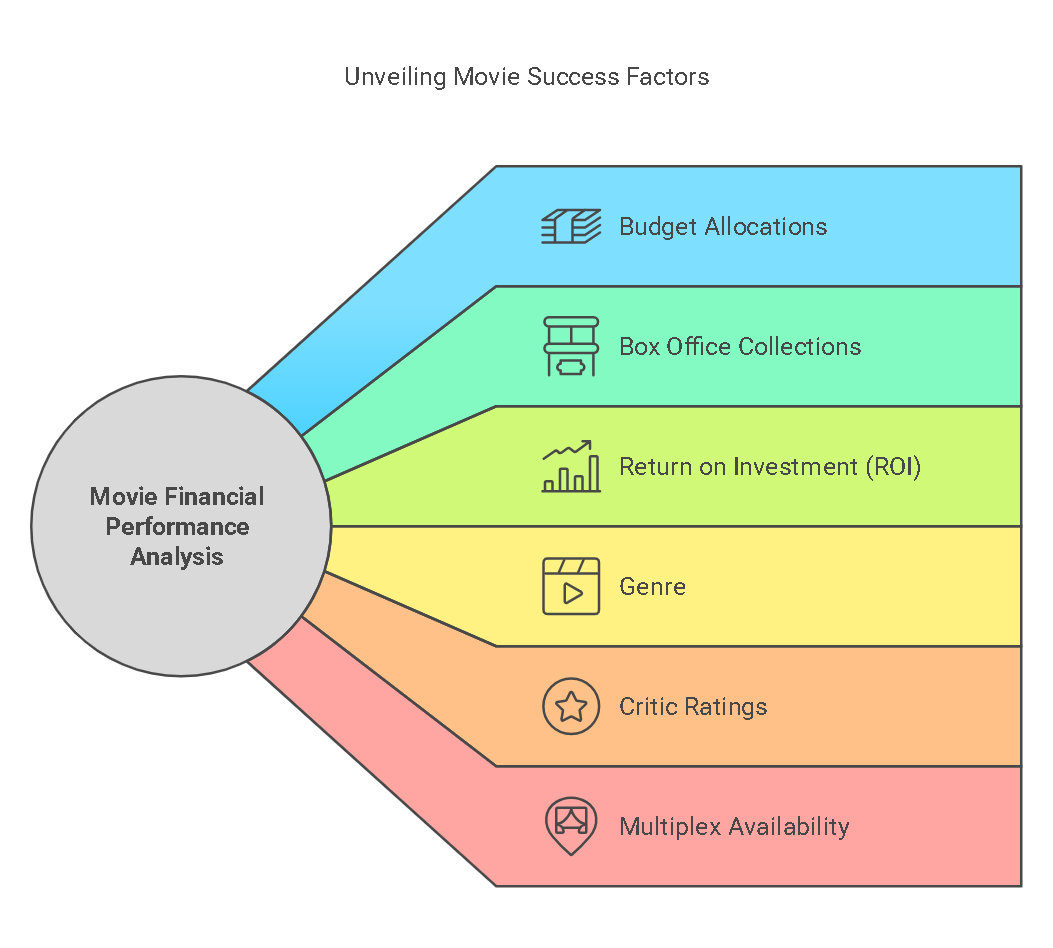 Unveiling Movie Success Factors
Budget Allocations
Box Office Collections
Return on Investment (ROI)
Movie Financial
Performance
Analysis
Genre
Critic Ratings
Multiplex Availability